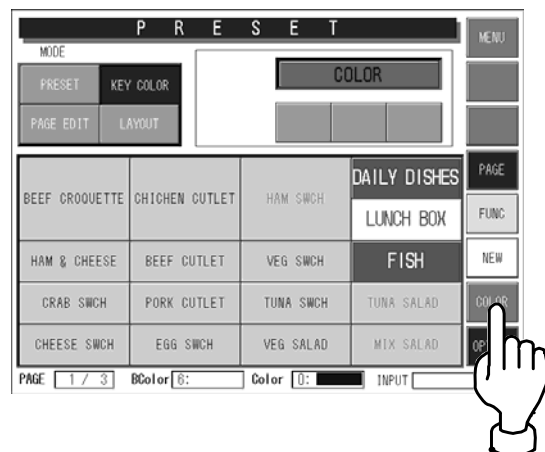 PRESET
MENU
MODE
PRESET KEY COLOR
COLOR
PAGE EDIT LAYOUT
BEEF CROQUETTE CHICHEN CUTLET HAM SWCH DAILY DISHES PAGE
LUNCH BOX FUNC
HAM & CHEESE BEEF CUTLET VEG SWCH FISH NEW
CRAB SWCH PORK CUTLET TUNA SWCH TUNA SALAD COLOR
CHEESE SWCH EGG SWCH VEG SALAD MIX SALAD
PAGE 1 / 3 BColor 6: Color 0: INPUT